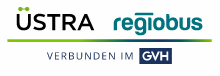 ÜSTRA regiobus
VERBUNDEN IM GVH